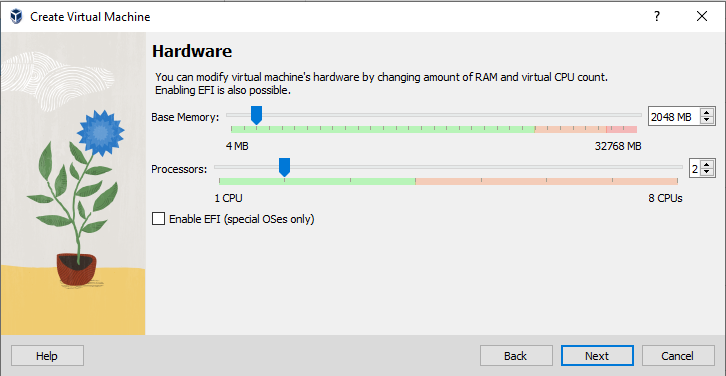 Create Virtual Machine
?
Hardware
You can modify virtual machine's hardware by changing amount of RAM and virtual CPU count.
Enabling EFI is also possible.
Base Memory: 2048 MB
4 MB 32768 MB
Processors: 2
1 CPU 8 CPUs
Enable EFI (special OSes only)
Help Back Next Cancel